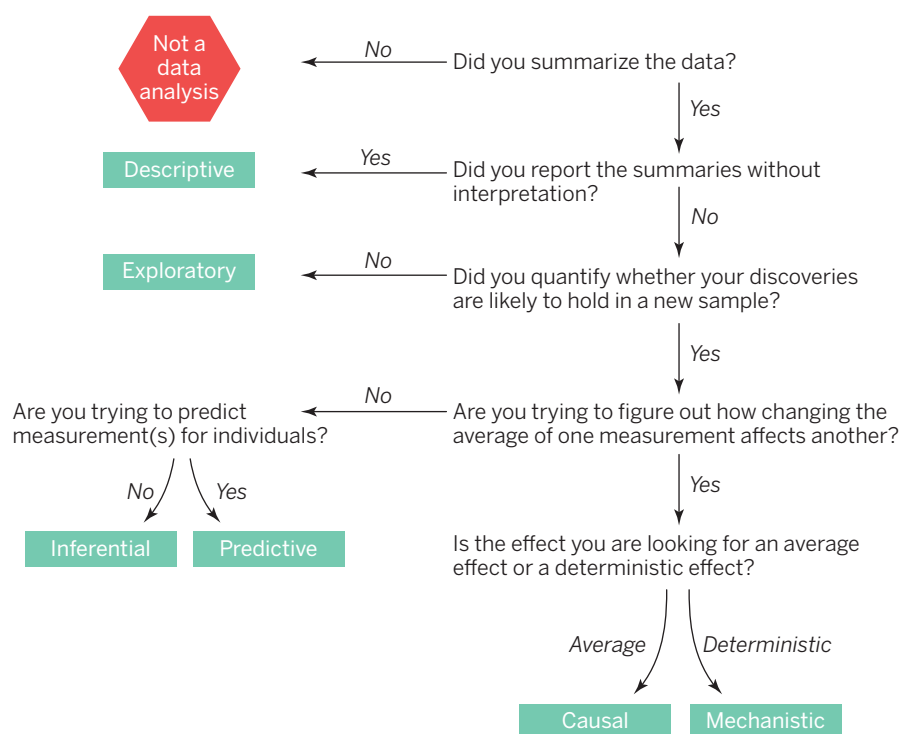 Not a
data
analysis
No
Did you summarize the data?
Yes
Descriptive
Yes
Did you report the summaries without
interpretation?
No
Exploratory
No
Did you quantify whether your discoveries
are likely to hold in a new sample?
Yes
Are you trying to predict
measurement(s) for individuals?
No
Are you trying to figure out how changing the
average of one measurement affects another?
No
Yes
Yes
Inferential
Predictive
Is the effect you are looking for an average
effect or a deterministic effect?
Average
Deterministic
Causal
Mechanistic